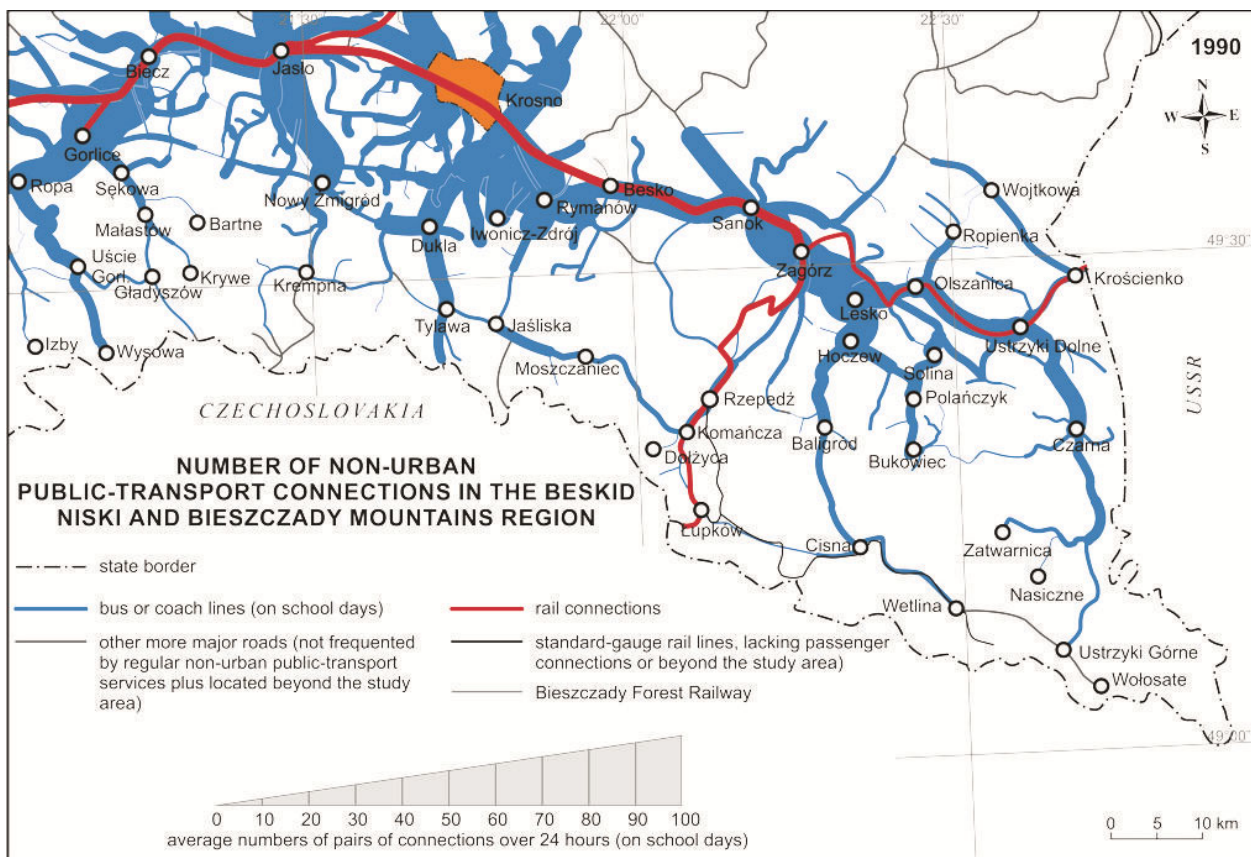 21°30'
22°00'
22°30'
1990
N
W E
S
Biecz
Jasło
Krosno
Gorlice
Ropa
Sękowa
Nowy Żmigród
Besko
Wojtkowa
Małastów
Bartne
Dukla
Iwonicz-Zdrój
Rymanów
Sanok
Ropienka
49°30'
Uście
Gorl.
Gładyszów
Krywe
Krempna
Zagórz
Olszanica
Krościenko
Izby
Wysowa
Tylawa
Jaśliska
Lesko
Ustrzyki Dolne
Moszczaniec
Hoczew
Solina
CZECHOSLOVAKIA
Rzepedź
Polańczyk
USSR
Komańcza
Dołżyca
Baligród
Bukowiec
Czarna
NUMBER OF NON-URBAN
PUBLIC-TRANSPORT CONNECTIONS IN THE BESKID
NISKI AND BIESZCZADY MOUNTAINS REGION
Łupków
Cisna
Zatwarnica
Nasiczne
Wetlina
Ustrzyki Górne
Wołosate
49°00'
state border
bus or coach lines (on school days)
other more major roads (not frequented
by regular non-urban public-transport
services plus located beyond the study
area)
rail connections
standard-gauge rail lines, lacking passenger
connections or beyond the study area)
Bieszczady Forest Railway
0 10 20 30 40 50 60 70 80 90 100
average numbers of pairs of connections over 24 hours (on school days)
0 5 10 km